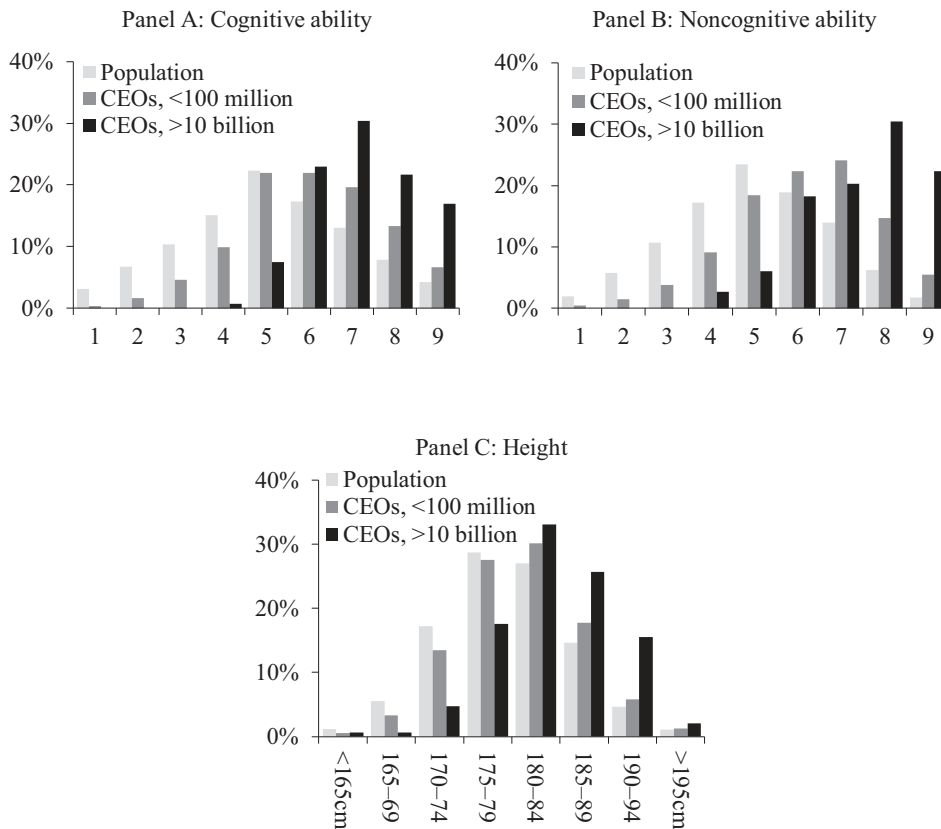 Panel A: Cognitive ability
40%
30%
20%
10%
0%
Population
CEOs, <100 million
CEOs, >10 billion
1 2 3 4 5 6 7 8 9
Panel B: Noncognitive ability
40%
30%
20%
10%
0%
Population
CEOs, <100 million
CEOs, >10 billion
1 2 3 4 5 6 7 8 9
Panel C: Height
40%
30%
20%
10%
0%
Population
CEOs, <100 million
CEOs, >10 billion
<165cm
165–69
170–74
175–79
180–84
185–89
190–94
>195cm